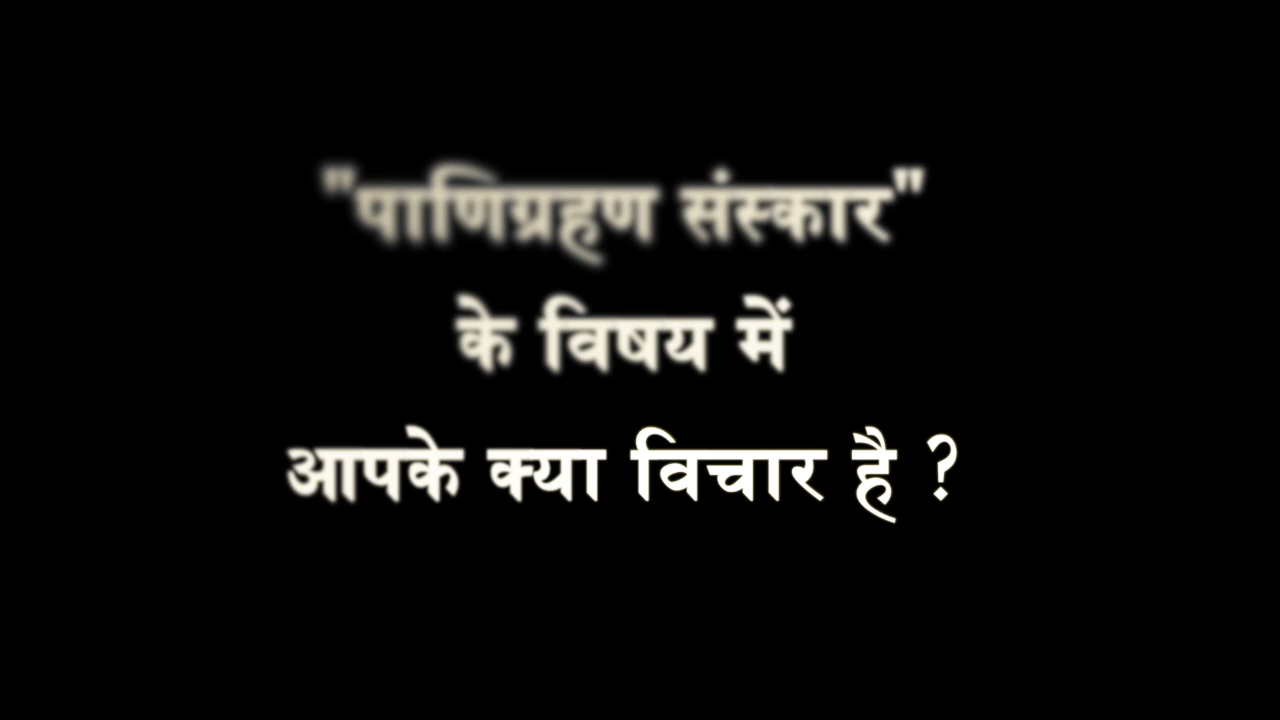 "पाणिग्रहण संस्कार"
के विषय में
आपके क्या विचार है ?